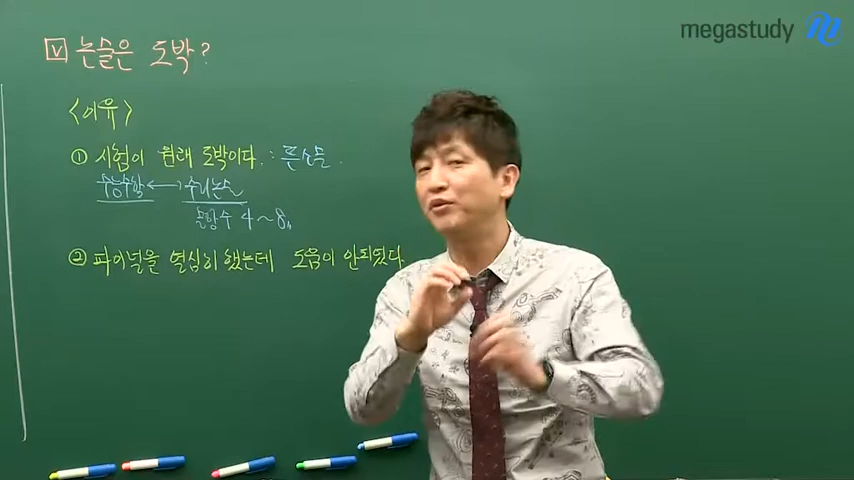 megastudy
V 논술은 도박?
<이유>
① 시험이 원래 도박이다. : 뜬소문.
수능수학 ↔ 수리논술
문항수 4~8개
② 파이널을 열심히 했는데 도움이 안되었다.